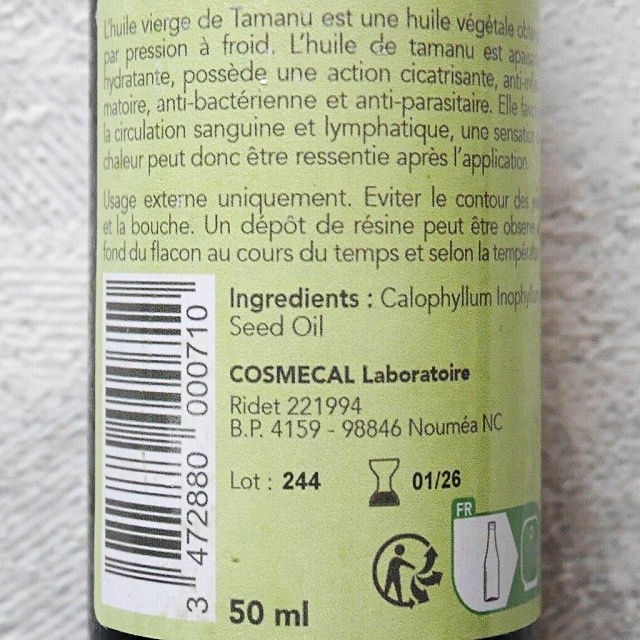 L'huile vierge de Tamanu est une huile végétale
par pression à froid. L'huile de tamanu est
hydratante, possède une action cicatrisante,
matoire, anti-bactérienne et anti-parasitaire. Elle
la circulation sanguine et lymphatique, une sensation
chaleur peut donc être ressentie après l'application.
Usage externe uniquement. Eviter le contour des
et la bouche. Un dépôt de résine peut être
fond du flacon au cours du temps et selon la
Ingredients : Calophyllum Inophyllum
Seed Oil
COSMECAL Laboratoire
Ridet 221994
B.P. 4159 - 98846 Nouméa NC
Lot : 244
01/26
FR
50 ml
3 472880 000710